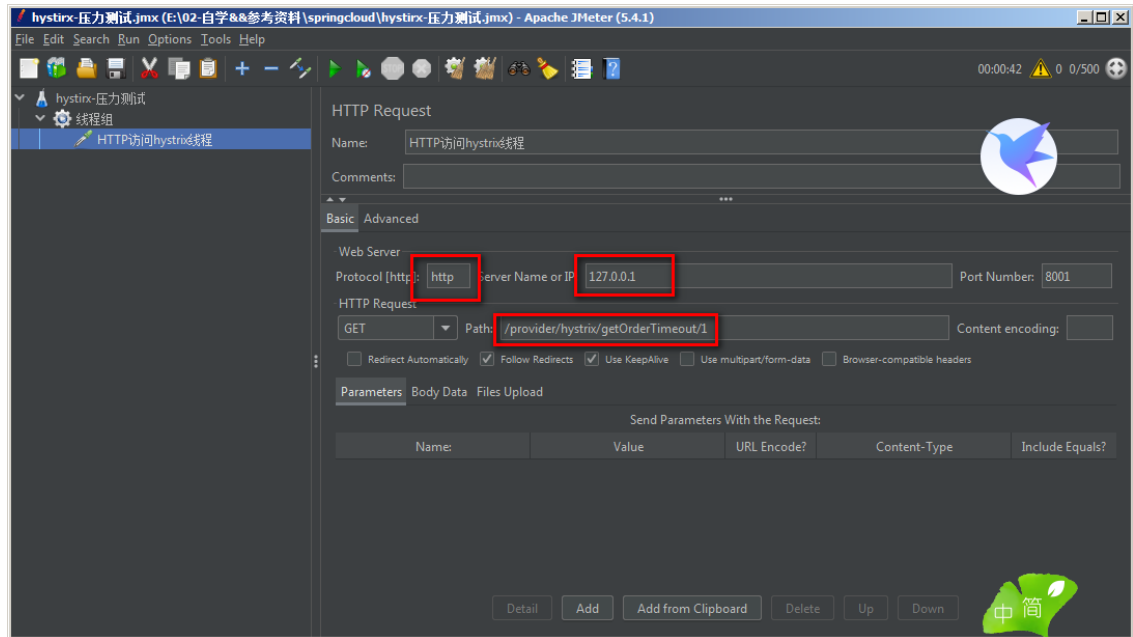 hystirx-压力测试.jmx (E:\02-自学&&参考资料\springcloud\hystirx-压力测试.jmx) - Apache JMeter (5.4.1)
File Edit Search Run Options Tools Help
00:00:42 0 0/500
hystirx-压力测试
线程组
HTTP访问hystrix线程
HTTP Request
Name: HTTP访问hystrix线程
Comments:
Basic Advanced
Web Server
Protocol [http]: http Server Name or IP: 127.0.0.1 Port Number: 8001
HTTP Request
GET Path: /provider/hystrix/getOrderTimeout/1 Content encoding:
Redirect Automatically Follow Redirects Use KeepAlive Use multipart/form-data Browser-compatible headers
Parameters Body Data Files Upload
Send Parameters With the Request:
Name: Value URL Encode? Content-Type Include Equals?
Detail Add Add from Clipboard Delete Up Down
中 简